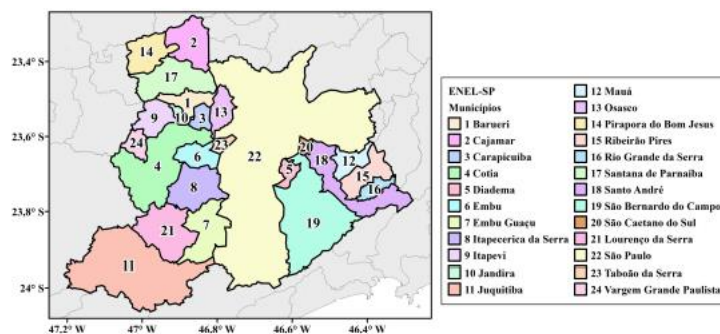 23,4° S
23,6° S
23,8° S
24° S
47,2° W
47° W
46,8° W
46,6° W
46,4° W
14
2
17
1
9
10
3
13
24
4
6
23
8
22
20
5
18
12
15
16
7
21
19
11
ENEL-SP
Municípios
1 Barueri
2 Cajamar
3 Carapicuiba
4 Cotia
5 Diadema
6 Embu
7 Embu Guaçu
8 Itapecerica da Serra
9 Itapevi
10 Jandira
11 Juquitiba
12 Mauá
13 Osasco
14 Pirapora do Bom Jesus
15 Ribeirão Pires
16 Rio Grande da Serra
17 Santana de Parnaíba
18 Santo André
19 São Bernardo do Campo
20 São Caetano do Sul
21 Lourenço da Serra
22 São Paulo
23 Taboão da Serra
24 Vargem Grande Paulista